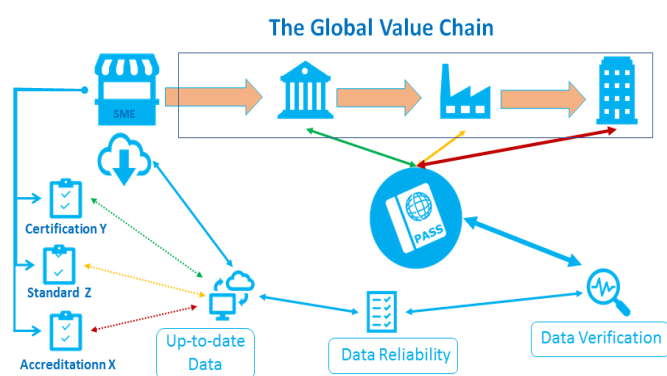 The Global Value Chain
SME
PASS
Certification Y
Standard Z
Accreditationn X
Up-to-date
Data
Data Reliability
Data Verification